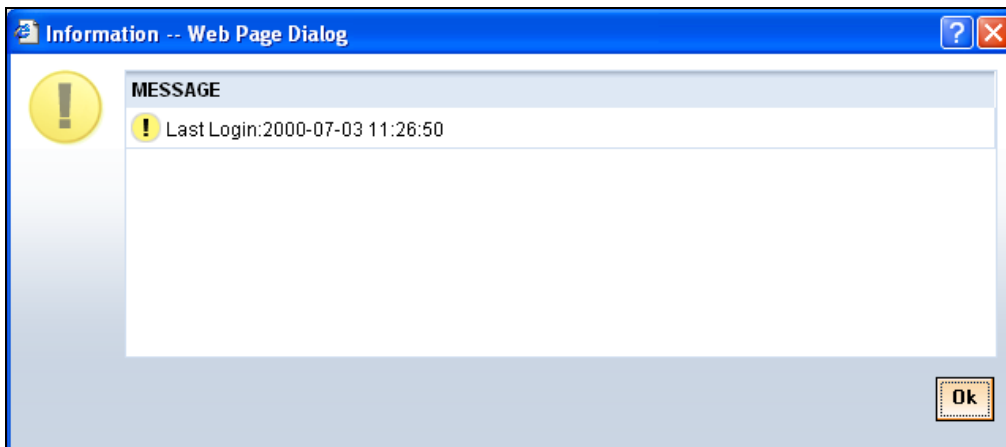 Information -- Web Page Dialog
MESSAGE
Last Login:2000-07-03 11:26:50
Ok